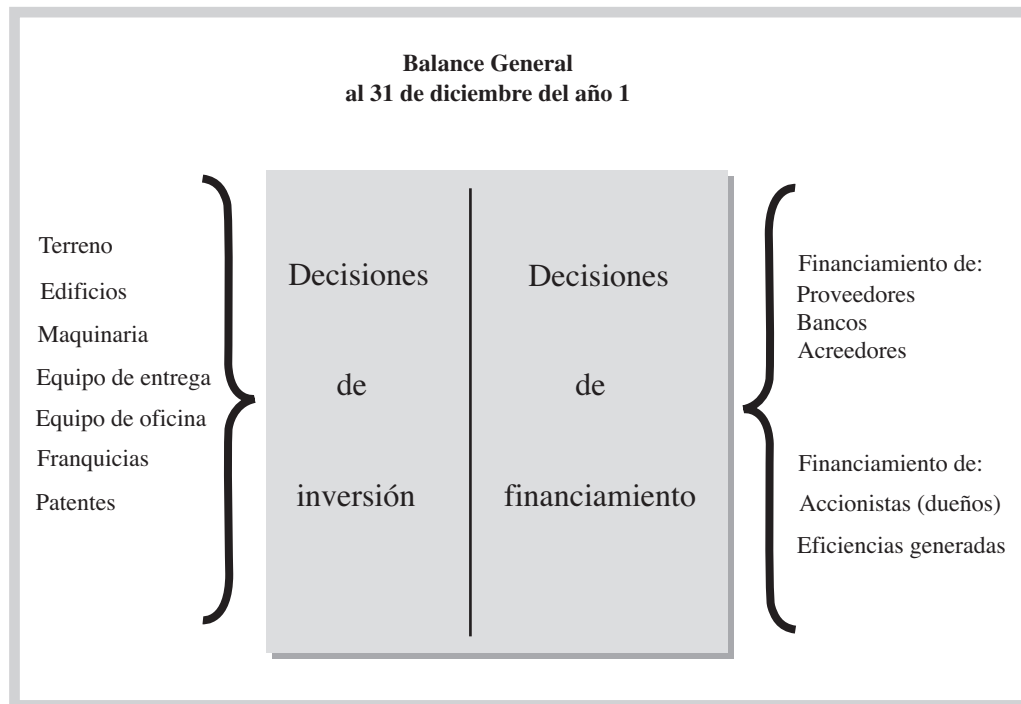 Balance General
al 31 de diciembre del año 1
Terreno
Edificios
Maquinaria
Equipo de entrega
Equipo de oficina
Franquicias
Patentes
Decisiones
de
inversión
Decisiones
de
financiamiento
Financiamiento de:
Proveedores
Bancos
Acreedores
Financiamiento de:
Accionistas (dueños)
Eficiencias generadas